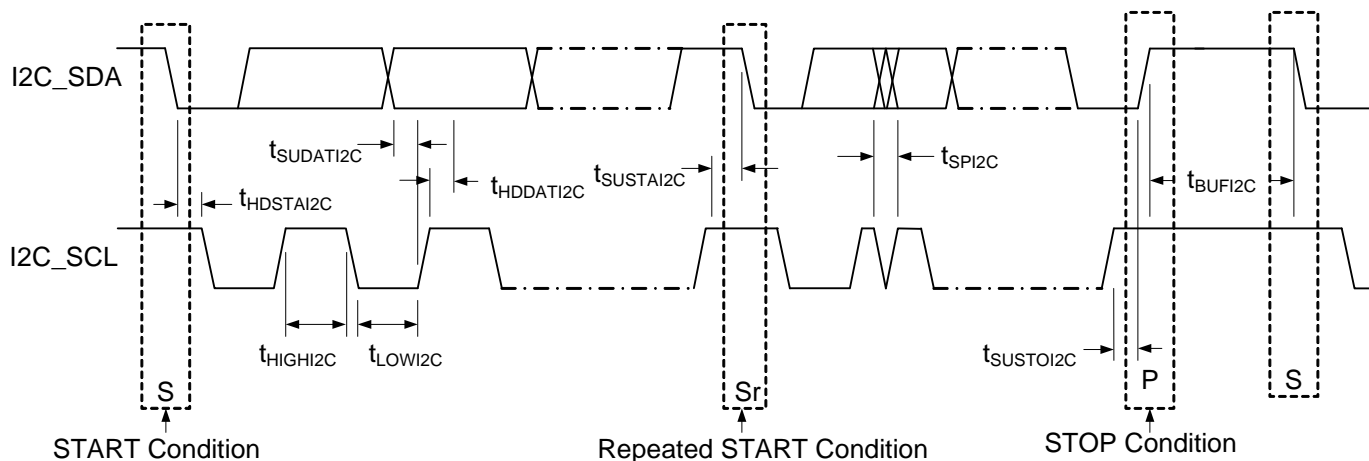 I2C_SDA
tSUDATI2C
tHDSTAI2C
tHDDATI2C
tSUSTAI2C
tSPI2C
tBUFI2C
I2C_SCL
tHIGHI2C
tLOWI2C
tSUSTOI2C
S
Sr
P
S
START Condition
Repeated START Condition
STOP Condition